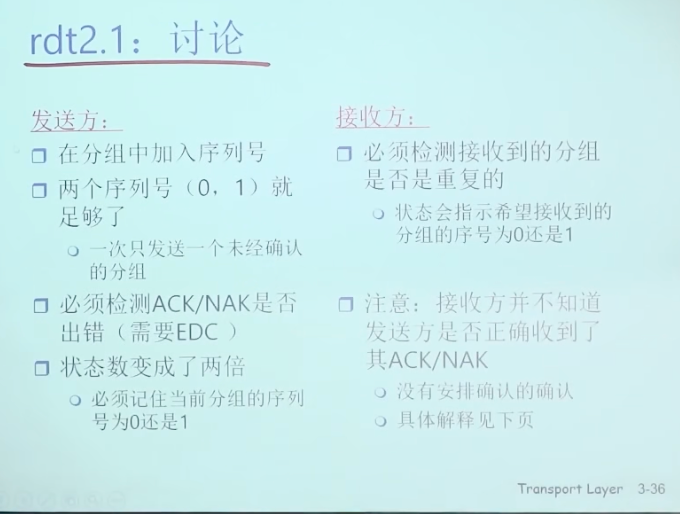 rdt2.1：讨论
发送方：
在分组中加入序列号
两个序列号（0，1）就
足够了
一次只发送一个未经确认
的分组
必须检测ACK/NAK是否
出错（需要EDC ）
状态数变成了两倍
必须记住当前分组的序列
号为0还是1
接收方：
必须检测接收到的分组
是否是重复的
状态会指示希望接收到的
分组的序号为0还是1
注意：接收方并不知道
发送方是否正确收到了
其ACK/NAK
没有安排确认的确认
具体解释见下页
Transport Layer 3-36